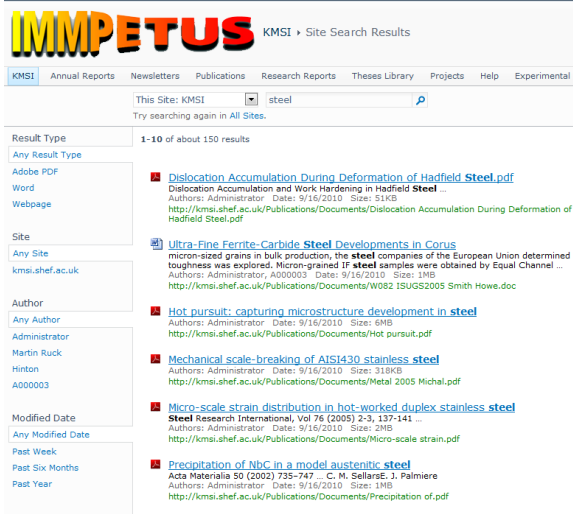 IMMPETUS
KMSI ▸ Site Search Results
KMSI Annual Reports Newsletters Publications Research Reports Theses Library Projects Help Experimental
This Site: KMSI steel
Try searching again in All Sites.
Result Type
Any Result Type
Adobe PDF
Word
Webpage
Site
Any Site
kmsi.shef.ac.uk
Author
Any Author
Administrator
Martin Ruck
Hinton
A000003
Modified Date
Any Modified Date
Past Week
Past Six Months
Past Year
1-10 of about 150 results
Dislocation Accumulation During Deformation of Hadfield Steel.pdf
Dislocation Accumulation and Work Hardening in Hadfield Steel ...
Authors: Administrator Date: 9/16/2010 Size: 51KB
http://kmsi.shef.ac.uk/Publications/Documents/Dislocation Accumulation During Deformation of
Hadfield Steel.pdf
Ultra-Fine Ferrite-Carbide Steel Developments in Corus
micron-sized grains in bulk production, the steel companies of the European Union determined
toughness was explored. Micron-grained IF steel samples were obtained by Equal Channel ...
Authors: Administrator, A000003 Date: 9/16/2010 Size: 1MB
http://kmsi.shef.ac.uk/Publications/Documents/W082 ISUGS2005 Smith Howe.doc
Hot pursuit: capturing microstructure development in steel
Authors: Administrator Date: 9/16/2010 Size: 6MB
http://kmsi.shef.ac.uk/Publications/Documents/Hot pursuit.pdf
Mechanical scale-breaking of AISI430 stainless steel
Authors: Administrator Date: 9/16/2010 Size: 318KB
http://kmsi.shef.ac.uk/Publications/Documents/Metal 2005 Michal.pdf
Micro-scale strain distribution in hot-worked duplex stainless steel
Steel Research International, Vol 76 (2005) 2-3, 137-141 ...
Authors: Administrator Date: 9/16/2010 Size: 2MB
http://kmsi.shef.ac.uk/Publications/Documents/Micro-scale strain.pdf
Precipitation of NbC in a model austenitic steel
Acta Materialia 50 (2002) 735–747 ... C. M. SellarsE. J. Palmiere
Authors: Administrator Date: 9/16/2010 Size: 1MB
http://kmsi.shef.ac.uk/Publications/Documents/Precipitation of.pdf